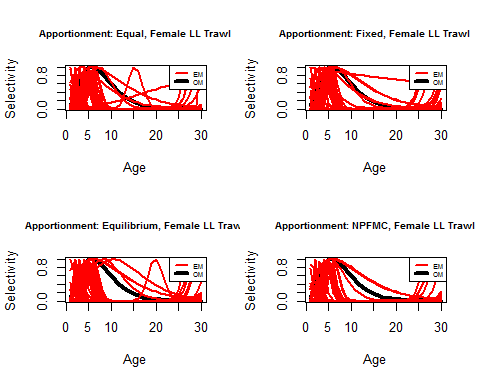 Apportionment: Equal, Female LL Trawl
Selectivity
0.0 0.8
EM
OM
0 5 10 20 30
Age
Apportionment: Fixed, Female LL Trawl
Selectivity
0.0 0.8
EM
OM
0 5 10 20 30
Age
Apportionment: Equilibrium, Female LL Traw
Selectivity
0.0 0.8
EM
OM
0 5 10 20 30
Age
Apportionment: NPFMC, Female LL Trawl
Selectivity
0.0 0.8
EM
OM
0 5 10 20 30
Age